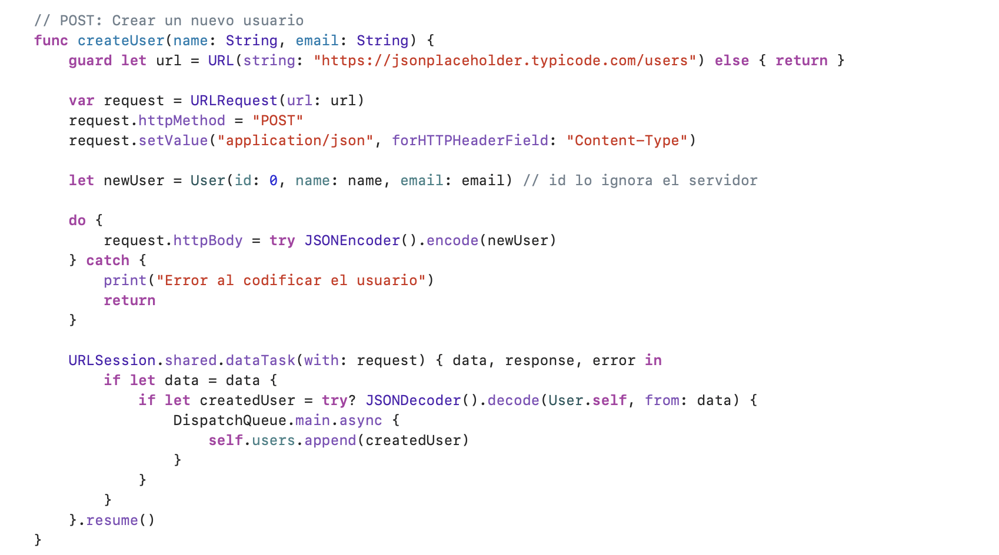 // POST: Crear un nuevo usuario
func createUser(name: String, email: String) {
    guard let url = URL(string: "https://jsonplaceholder.typicode.com/users") else { return }

    var request = URLRequest(url: url)
    request.httpMethod = "POST"
    request.setValue("application/json", forHTTPHeaderField: "Content-Type")

    let newUser = User(id: 0, name: name, email: email) // id lo ignora el servidor

    do {
        request.httpBody = try JSONEncoder().encode(newUser)
    } catch {
        print("Error al codificar el usuario")
        return
    }

    URLSession.shared.dataTask(with: request) { data, response, error in
        if let data = data {
            if let createdUser = try? JSONDecoder().decode(User.self, from: data) {
                DispatchQueue.main.async {
                    self.users.append(createdUser)
                }
            }
        }
    }.resume()
}